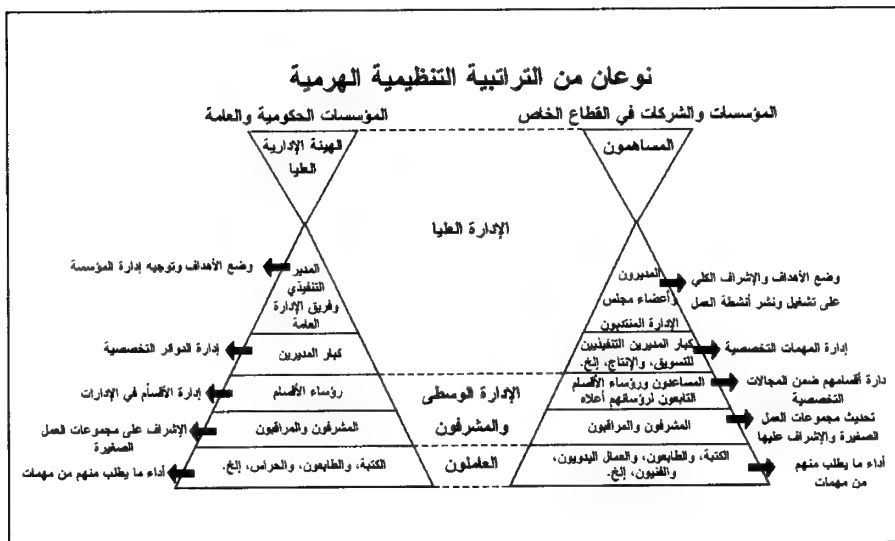 نوعان من التراتبية التنظيمية الهرمية
المؤسسات والشركات في القطاع الخاص
المؤسسات الحكومية والعامة
المساهمون
الهيئة الإدارية
العليا
الإدارة العليا
المديرون
وأعضاء مجلس
الإدارة المنتدبون
وضع الأهداف والإشراف الكلي
على تشغيل ونشر أنشطة العمل
المدير
التنفيذي
وفريق الإدارة
العامة
وضع الأهداف وتوجيه إدارة المؤسسة
كبار المديرين التنفيذيين
للتسويق، والإنتاج، إلخ.
إدارة المهمات التخصصية
كبار المديرين
إدارة الدوائر التخصصية
المساعدون ورؤساء الأقسام
التابعون لرؤسائهم أعلاه
دارة أقسامهم ضمن المجالات
التخصصية
الإدارة الوسطى
والمشرفون
رؤساء الأقسام
إدارة الأقسام في الإدارات
المشرفون والمراقبون
تحديث مجموعات العمل
الصغيرة والإشراف عليها
المشرفون والمراقبون
الإشراف على مجموعات العمل
الصغيرة
الكتبة، والطابعون، والعمال اليدويون،
والفنيون، إلخ.
أداء ما يطلب منهم
من مهمات
العاملون
الكتبة، والطابعون، والحراس، إلخ.
أداء ما يطلب منهم من مهمات